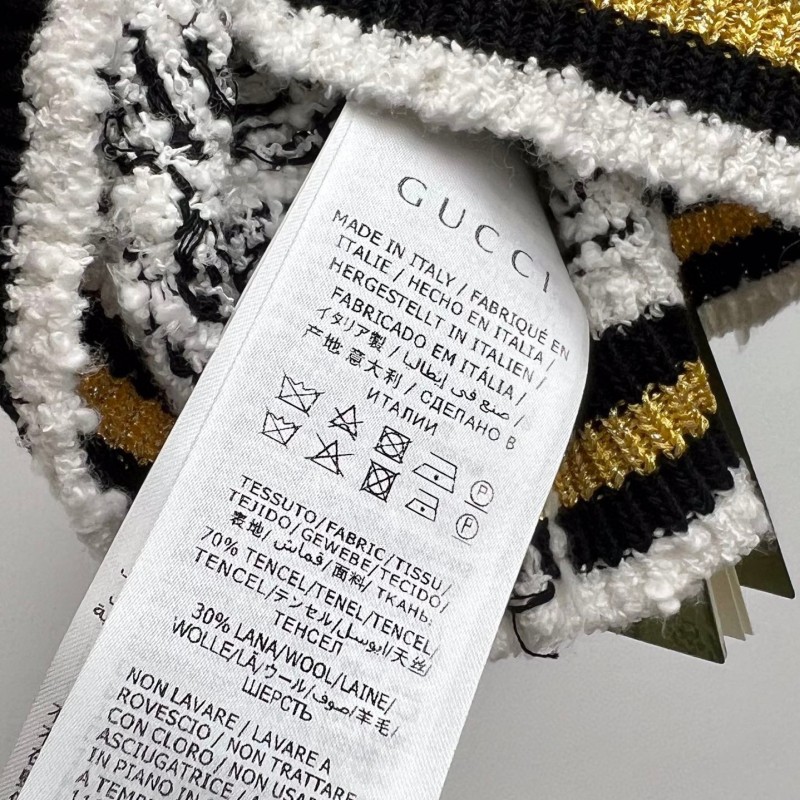 GUCCI
MADE IN ITALY / FABRIQUÉ EN
ITALIE / HECHO EN ITALIA /
HERGESTELLT IN ITALIEN /
FABRICADO EM ITÁLIA /
イタリア製 / صنع في إيطاليا /
产地 意大利 / СДЕЛАНО В
ИТАЛИИ
P
P
TESSUTO/FABRIC/TISSU/
TEJIDO/GEWEBE/TECIDO/
表地/قماش/面料/ТКАНЬ:
70% TENCEL/TENEL/TENCEL/
TENCEL/テンセル/ايوسل/天丝/
ТЕНСЕЛ
30% LANA/WOOL/LAINE/
WOLLE/LÃ/ウール/صوف/羊毛/
ШЕРСТЬ
NON LAVARE / LAVARE A
ROVESCIO / NON TRATTARE
CON CLORO / NON USARE
ASCIUGATRICE / A
IN PIANO IN
A TEMP